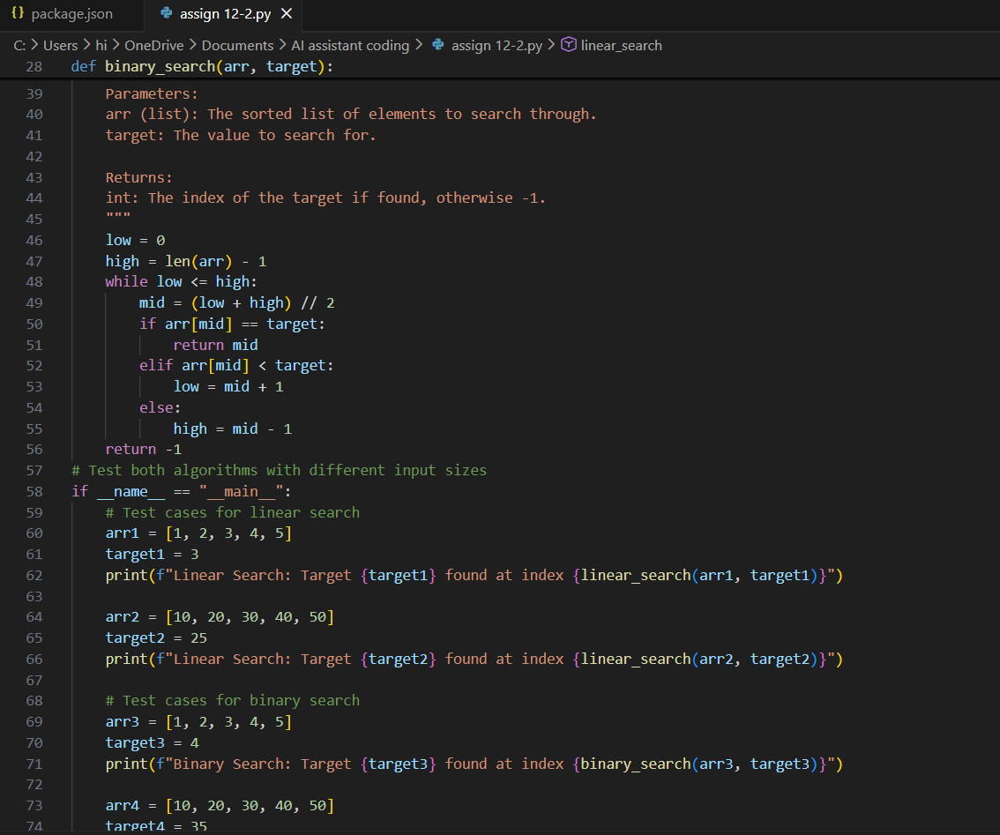 {} package.json assign 12-2.py ×
C: > Users > hi > OneDrive > Documents > AI assistant coding > assign 12-2.py > linear_search
28 def binary_search(arr, target):
39 Parameters:
40 arr (list): The sorted list of elements to search through.
41 target: The value to search for.
42
43 Returns:
44 int: The index of the target if found, otherwise -1.
45 """
46 low = 0
47 high = len(arr) - 1
48 while low <= high:
49 mid = (low + high) // 2
50 if arr[mid] == target:
51 return mid
52 elif arr[mid] < target:
53 low = mid + 1
54 else:
55 high = mid - 1
56 return -1
57 # Test both algorithms with different input sizes
58 if __name__ == "__main__":
59 # Test cases for linear search
60 arr1 = [1, 2, 3, 4, 5]
61 target1 = 3
62 print(f"Linear Search: Target {target1} found at index {linear_search(arr1, target1)}")
63
64 arr2 = [10, 20, 30, 40, 50]
65 target2 = 25
66 print(f"Linear Search: Target {target2} found at index {linear_search(arr2, target2)}")
67
68 # Test cases for binary search
69 arr3 = [1, 2, 3, 4, 5]
70 target3 = 4
71 print(f"Binary Search: Target {target3} found at index {binary_search(arr3, target3)}")
72
73 arr4 = [10, 20, 30, 40, 50]
74 target4 = 35